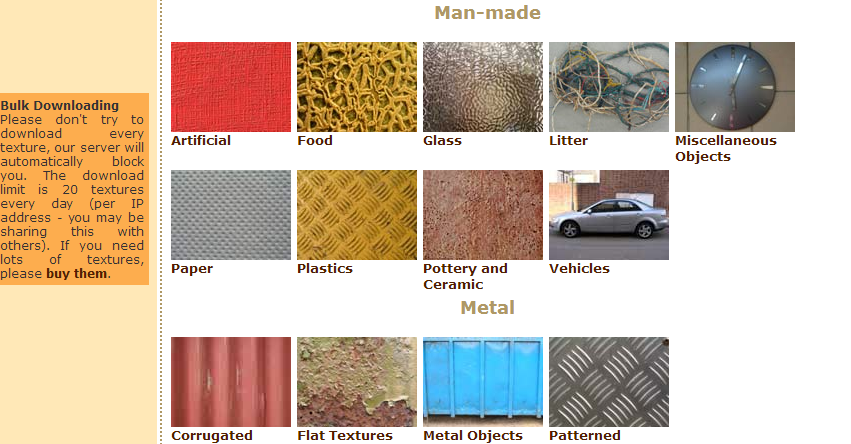 Bulk Downloading
Please don't try to
download every
texture, our server will
automatically block
you. The download
limit is 20 textures
every day (per IP
address - you may be
sharing this with
others). If you need
lots of textures,
please buy them.
Man-made
Artificial
Food
Glass
Litter
Miscellaneous
Objects
Paper
Plastics
Pottery and
Ceramic
Vehicles
Metal
Corrugated
Flat Textures
Metal Objects
Patterned